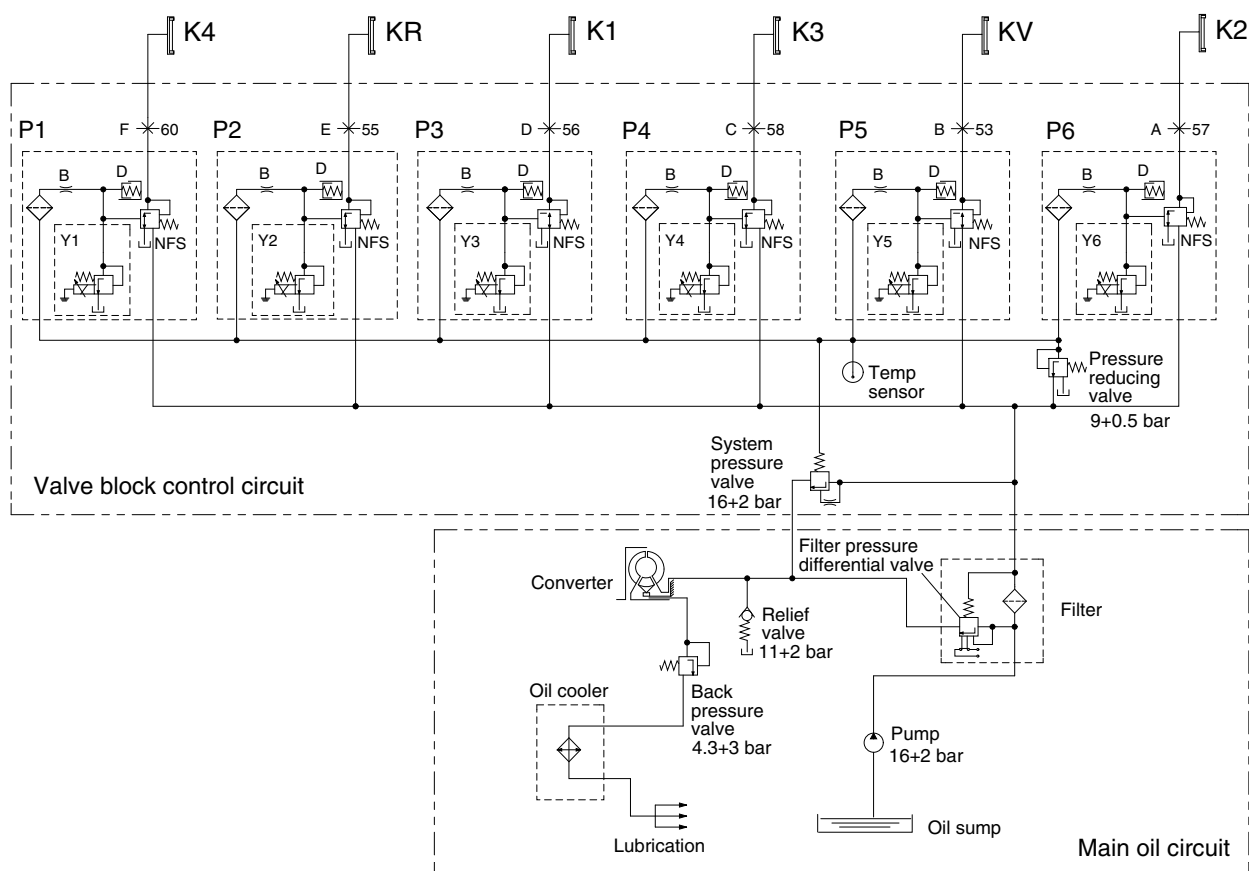 K4 KR K1 K3 KV K2
P1 F 60 P2 E 55 P3 D 56 P4 C 58 P5 B 53 P6 A 57
B D B D B D B D B D B D
Y1 NFS Y2 NFS Y3 NFS Y4 NFS Y5 NFS Y6 NFS
Temp
sensor
Pressure
reducing
valve
9+0.5 bar
System
pressure
valve
16+2 bar
Valve block control circuit
Filter pressure
differential valve
Converter
Filter
Relief
valve
11+2 bar
Oil cooler
Back
pressure
valve
4.3+3 bar
Pump
16+2 bar
Oil sump
Lubrication
Main oil circuit